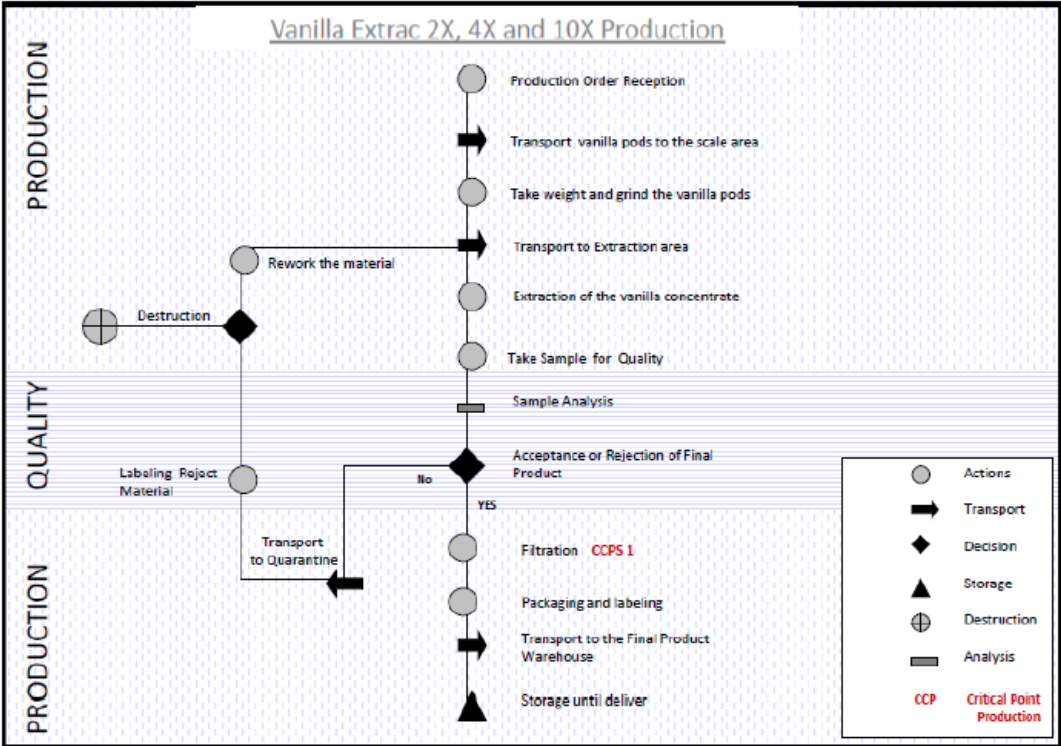 Vanilla Extrac 2X, 4X and 10X Production
PRODUCTION
Production Order Reception
Transport vanilla pods to the scale area
Take weight and grind the vanilla pods
Transport to Extraction area
Rework the material
Extraction of the vanilla concentrate
Destruction
Take Sample for Quality
QUALITY
Sample Analysis
Acceptance or Rejection of Final
Product
No
Labeling Reject
Material
YES
PRODUCTION
Transport
to Quarantine
Filtration CCPS 1
Packaging and labeling
Transport to the Final Product
Warehouse
Storage until deliver
Actions
Transport
Decision
Storage
Destruction
Analysis
CCP Critical Point
Production